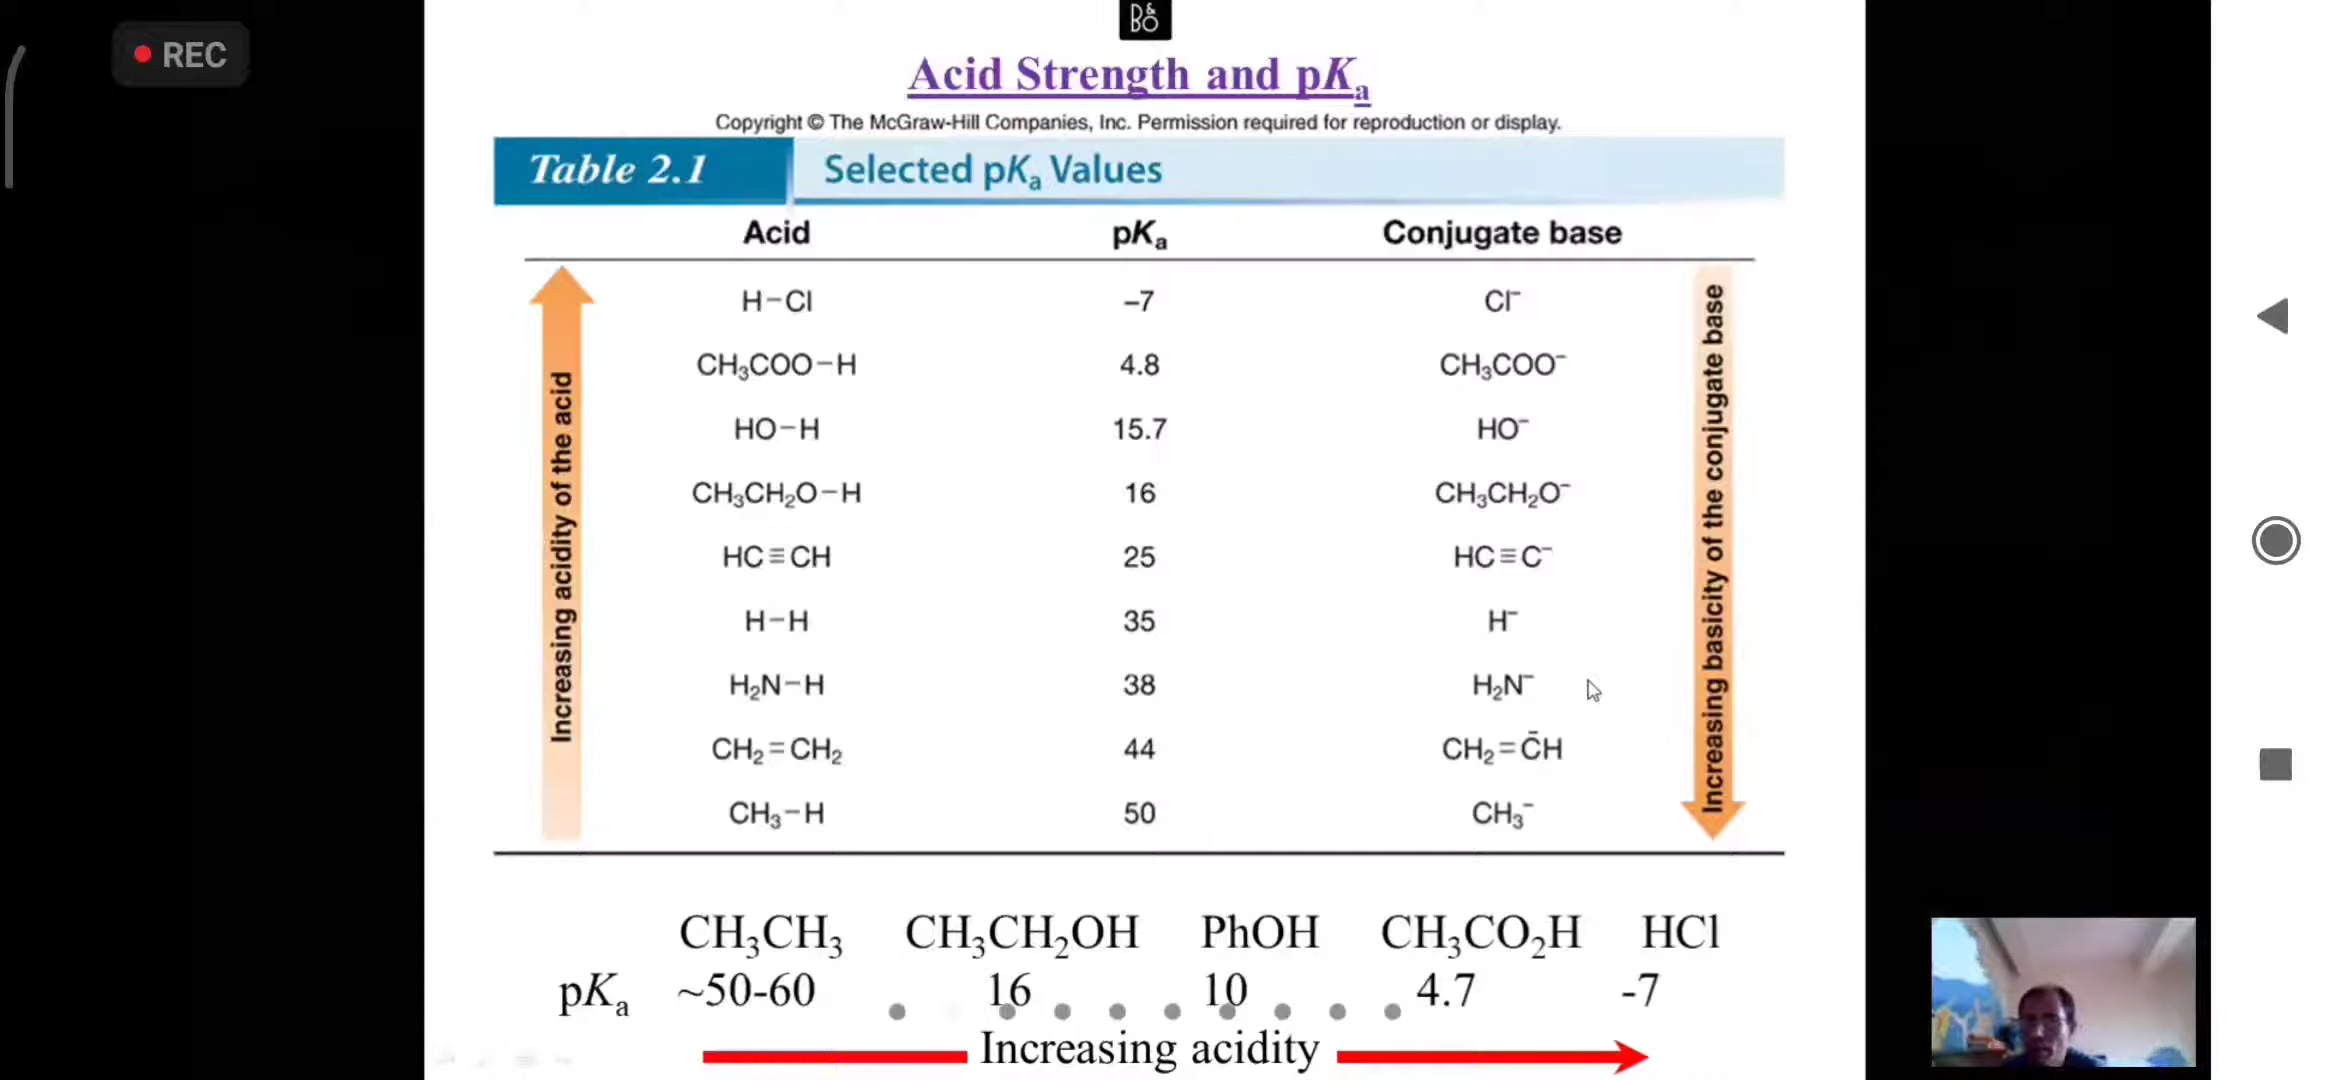 REC
B&O
Acid Strength and pKₐ
Copyright © The McGraw-Hill Companies, Inc. Permission required for reproduction or display.
Table 2.1 Selected pKₐ Values
Acid pKₐ Conjugate base
Increasing acidity of the acid
H–Cl –7 Cl⁻
CH₃COO–H 4.8 CH₃COO⁻
HO–H 15.7 HO⁻
CH₃CH₂O–H 16 CH₃CH₂O⁻
HC≡CH 25 HC≡C⁻
H–H 35 H⁻
H₂N–H 38 H₂N⁻
CH₂=CH₂ 44 CH₂=C̄H
CH₃–H 50 CH₃⁻
Increasing basicity of the conjugate base
CH₃CH₃ CH₃CH₂OH PhOH CH₃CO₂H HCl
pKₐ ~50-60 16 10 4.7 -7
Increasing acidity